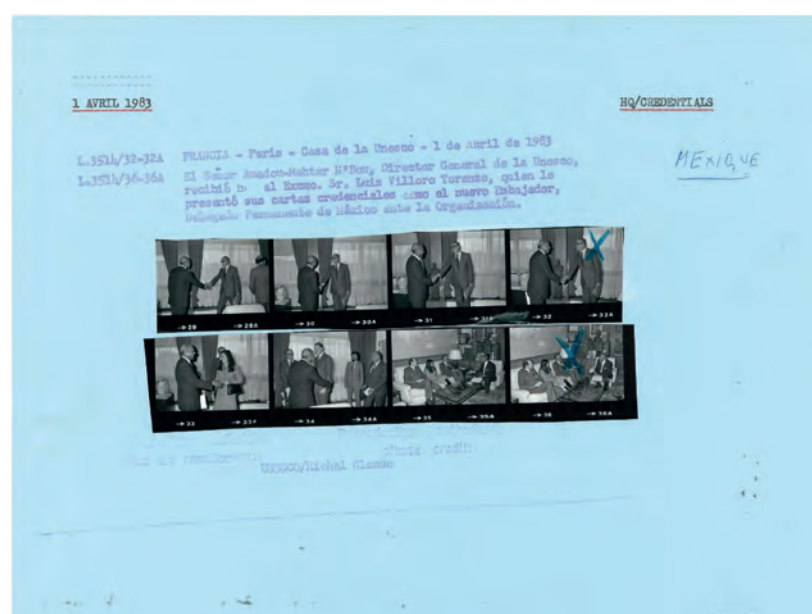 1 AVRIL 1983
HQ/CREDENTIALS
MEXIQUE
L.3514/32-32A FRANCIA - Paris - Casa de la Unesco - 1 de abril de 1983
L.3514/36-36A El Señor Amadou-Mahtar M'Bow, Director General de la Unesco,
recibió al Excmo. Sr. Luis Villoro Toranzo, quien le
presentó sus cartas credenciales como el nuevo Embajador,
Delegado Permanente de México ante la Organización.
→29 →29A →30 →30A →31 →32 →32A
→33 →33A →34 →34A →35 →35A →36 →36A
credit:
UNESCO/Michel Claude